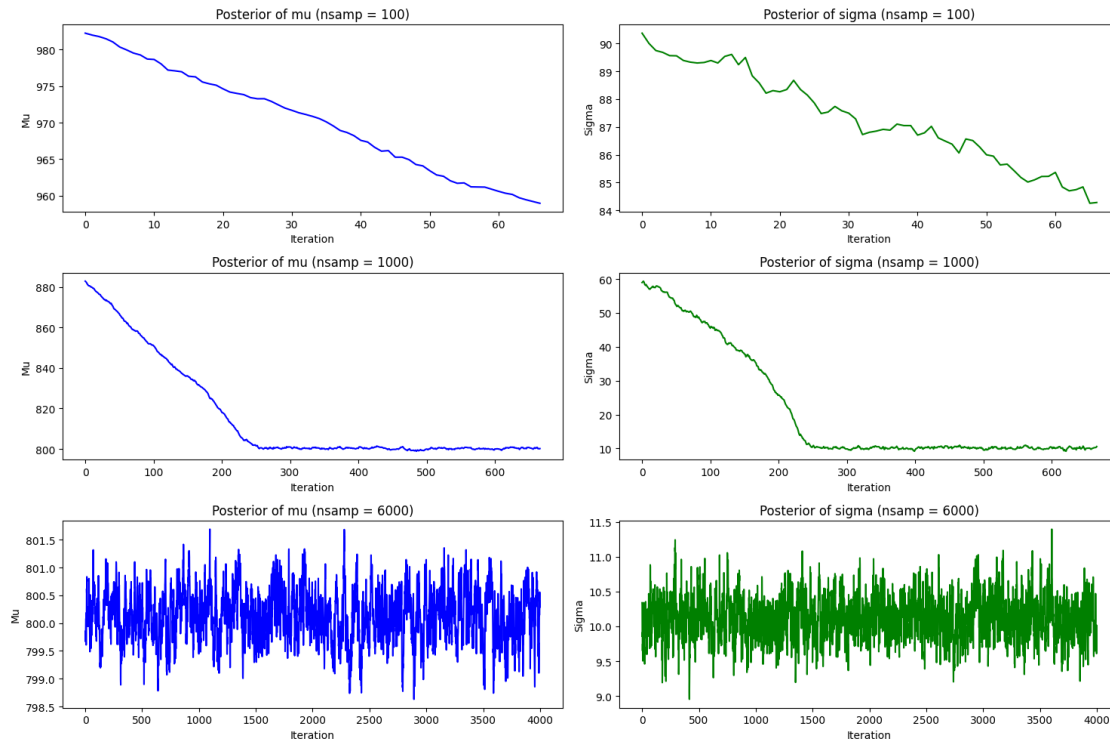 Posterior of mu (nsamp = 100)
Mu
980
975
970
965
960
0 10 20 30 40 50 60
Iteration
Posterior of sigma (nsamp = 100)
Sigma
90
89
88
87
86
85
84
0 10 20 30 40 50 60
Iteration
Posterior of mu (nsamp = 1000)
Mu
880
860
840
820
800
0 100 200 300 400 500 600
Iteration
Posterior of sigma (nsamp = 1000)
Sigma
60
50
40
30
20
10
0 100 200 300 400 500 600
Iteration
Posterior of mu (nsamp = 6000)
Mu
801.5
801.0
800.5
800.0
799.5
799.0
798.5
0 500 1000 1500 2000 2500 3000 3500 4000
Iteration
Posterior of sigma (nsamp = 6000)
Sigma
11.5
11.0
10.5
10.0
9.5
9.0
0 500 1000 1500 2000 2500 3000 3500 4000
Iteration